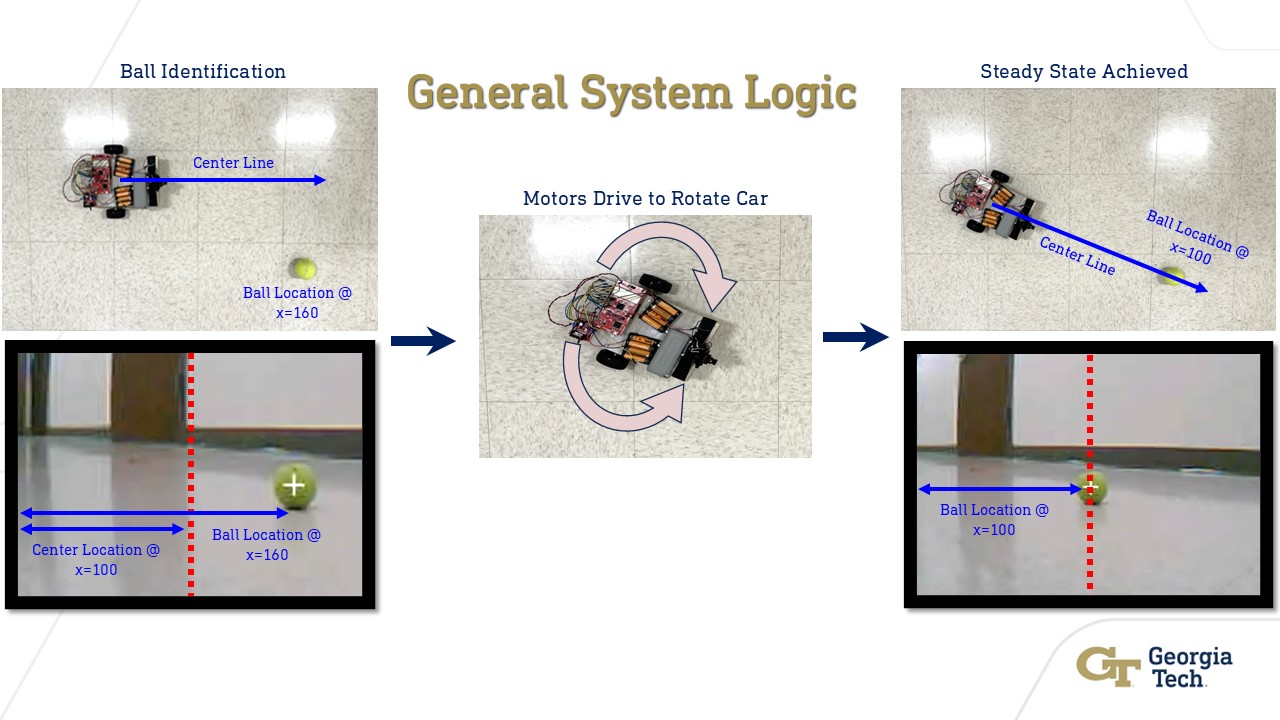 General System Logic
Ball Identification
Center Line
Ball Location @
x=160
Center Location @
x=100
Ball Location @
x=160
Motors Drive to Rotate Car
Steady State Achieved
Ball Location @
x=100
Center Line
Ball Location @
x=100
GT Georgia
Tech